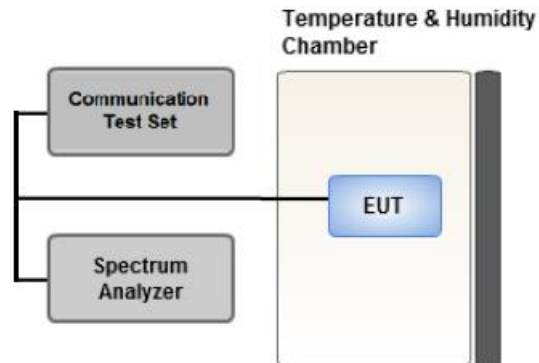 Temperature & Humidity
Chamber
Communication
Test Set
EUT
Spectrum
Analyzer